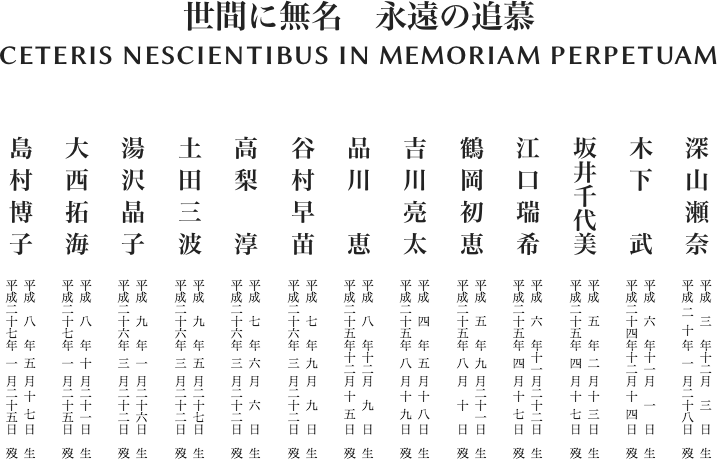 世間に無名　永遠の追慕
CETERIS NESCIENTIBUS IN MEMORIAM PERPETUAM
深山瀬奈
平成　三　年十二月　三　日　生
平成二十年　一　月二十八日　歿
木下　武
平成　六　年十一月　一　日　生
平成二十四年十二月十四日　歿
坂井千代美
平成　五　年　二　月十三日　生
平成二十五年　四　月十七日　歿
江口瑞希
平成　六　年十一月二十二日　生
平成二十五年　四　月十七日　歿
鶴岡初恵
平成　五　年　九　月二十一日　生
平成二十五年　八　月　十　日　歿
吉川亮太
平成　四　年　五　月十八日　生
平成二十五年　八　月十九日　歿
品川　恵
平成　八　年十二月　九　日　生
平成二十五年十二月十五日　歿
谷村早苗
平成　七　年　九　月　九　日　生
平成二十六年　三　月二十二日　歿
高梨　淳
平成　七　年　六　月　六　日　生
平成二十六年　三　月二十二日　歿
土田三波
平成　九　年　五　月二十七日　生
平成二十六年　三　月二十二日　歿
湯沢晶子
平成　九　年　一　月二十六日　生
平成二十六年　三　月二十二日　歿
大西拓海
平成　八　年　十　月二十一日　生
平成二十七年　一　月二十五日　歿
島村博子
平成　八　年　五　月十七日　生
平成二十七年　一　月二十五日　歿